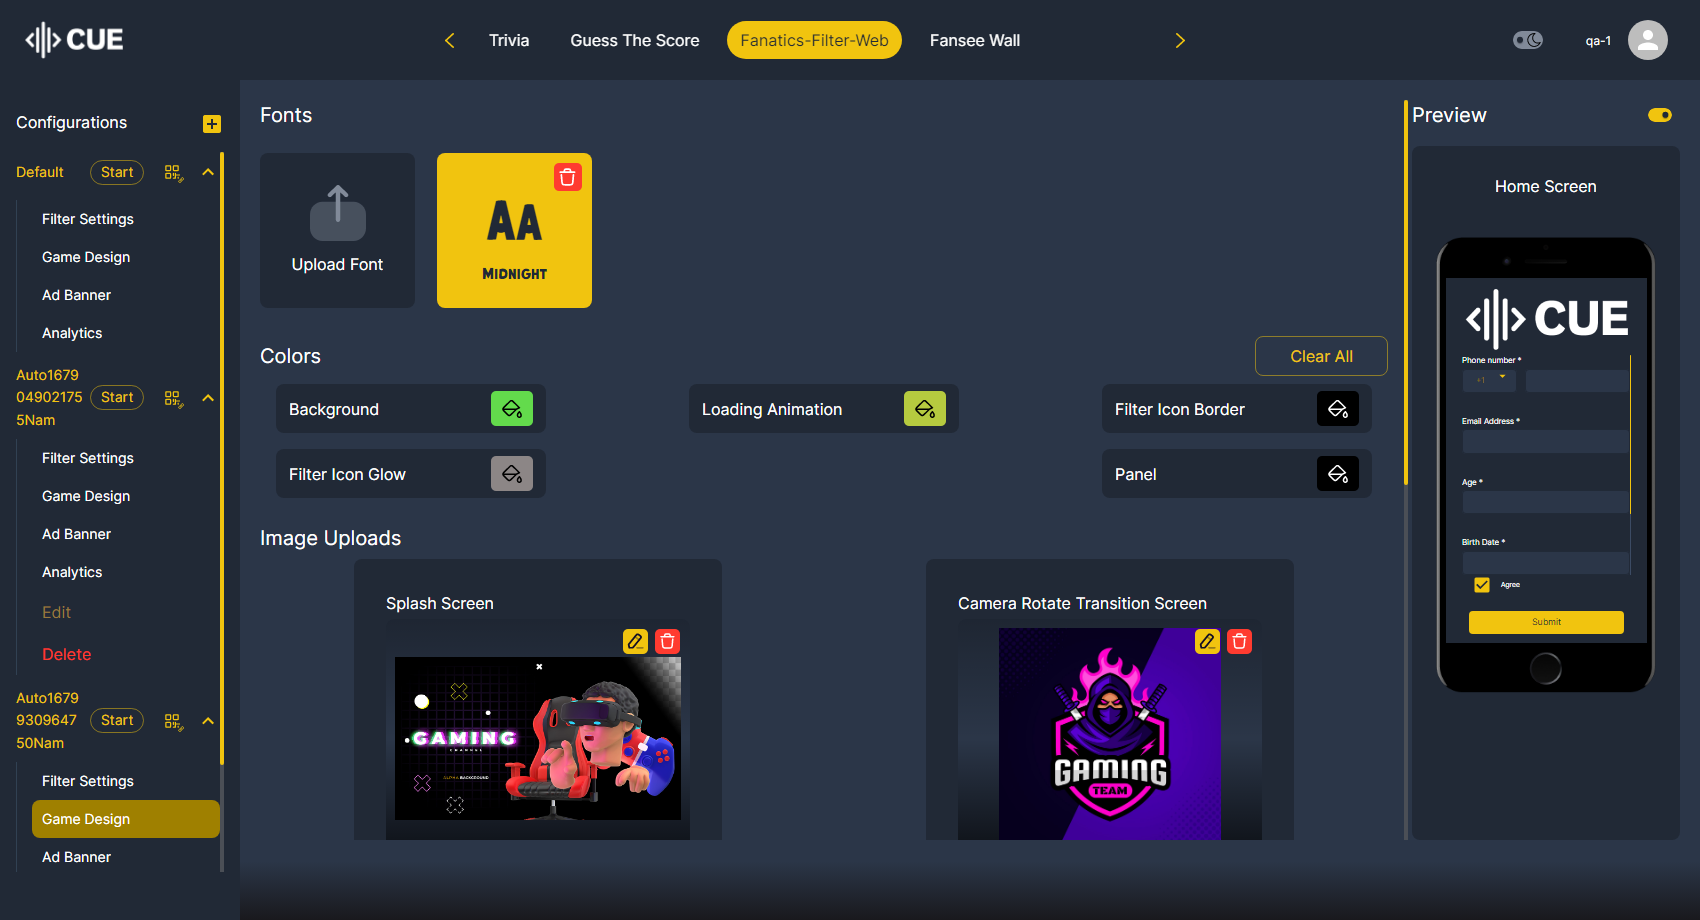 CUE
Trivia
Guess The Score
Fanatics-Filter-Web
Fansee Wall
qa-1
Configurations
Default
Start
Filter Settings
Game Design
Ad Banner
Analytics
Auto1679
04902175
5Nam
Start
Filter Settings
Game Design
Ad Banner
Analytics
Edit
Delete
Auto1679
9309647
50Nam
Start
Filter Settings
Game Design
Ad Banner
Fonts
Upload Font
AA
MIDNIGHT
Colors
Clear All
Background
Loading Animation
Filter Icon Border
Filter Icon Glow
Panel
Image Uploads
Splash Screen
GAMING
CHANNEL
ALPHA BACKGROUND
Camera Rotate Transition Screen
GAMING
TEAM
Preview
Home Screen
CUE
Phone number *
+1
Email Address *
Age *
Birth Date *
Agree
Submit